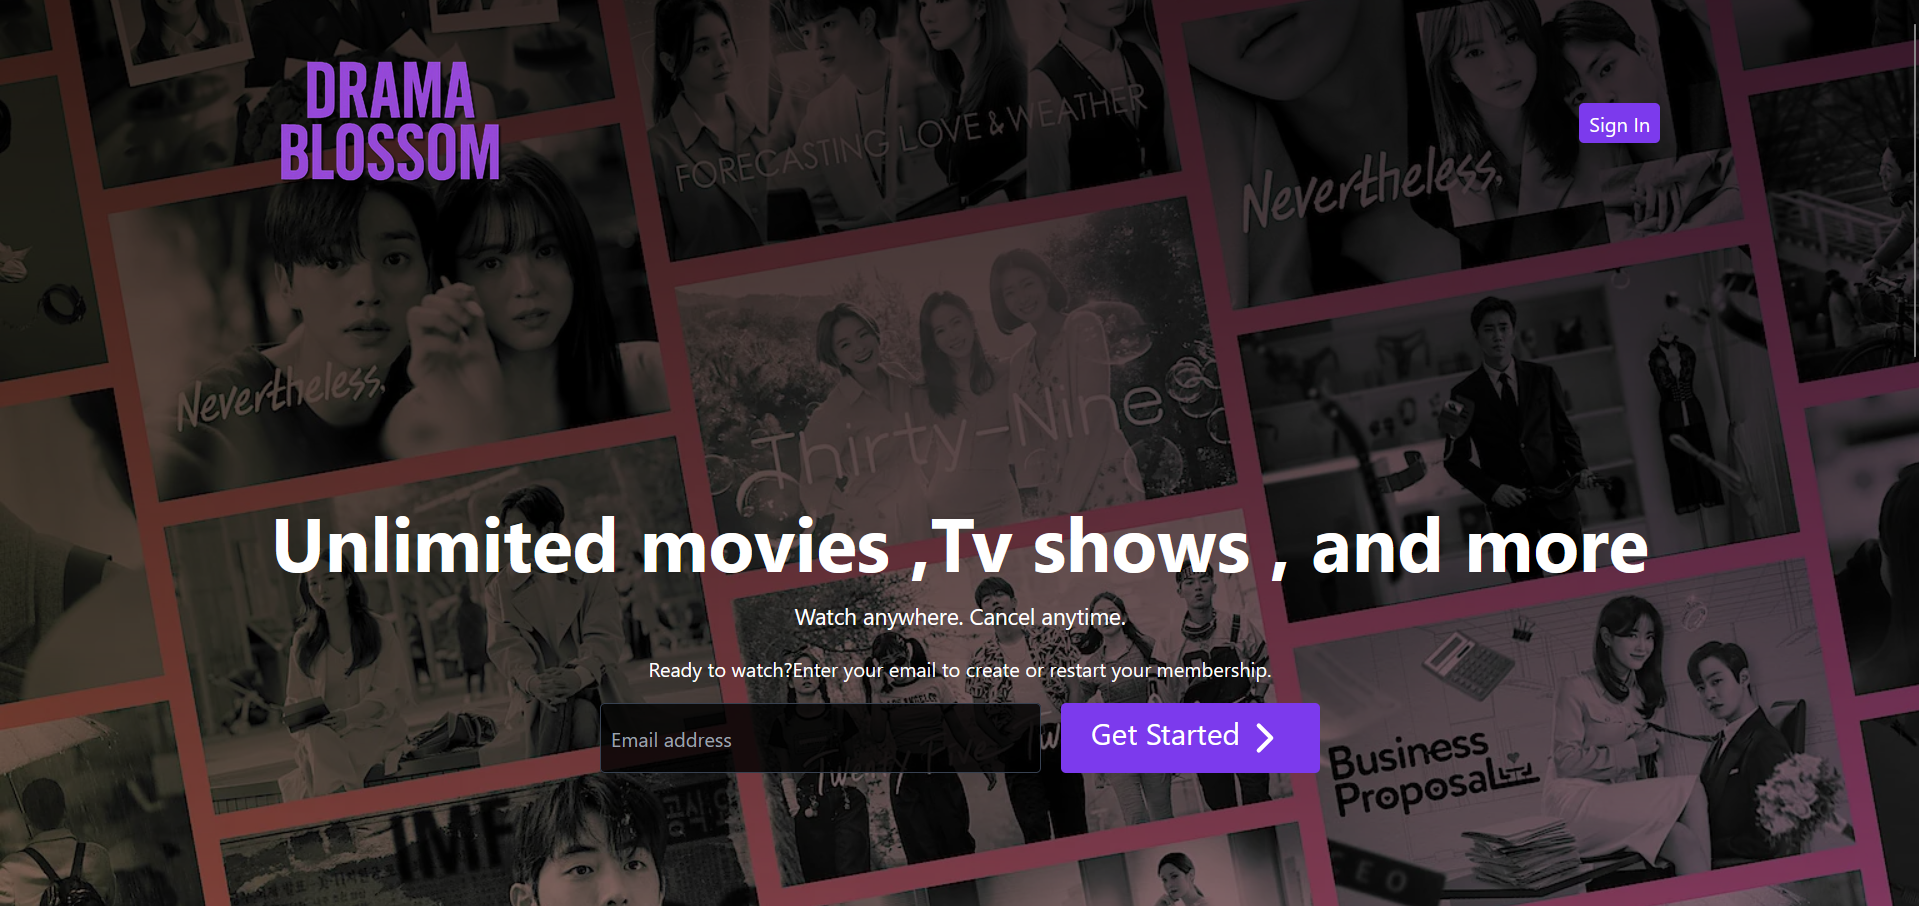 DRAMA
BLOSSOM
Sign In
FORECASTING LOVE & WEATHER
Nevertheless,
Nevertheless,
Thirty-Nine
Unlimited movies ,Tv shows , and more
Watch anywhere. Cancel anytime.
Ready to watch?Enter your email to create or restart your membership.
Email address
Get Started
Twenty Five
Business
Proposal
IMF